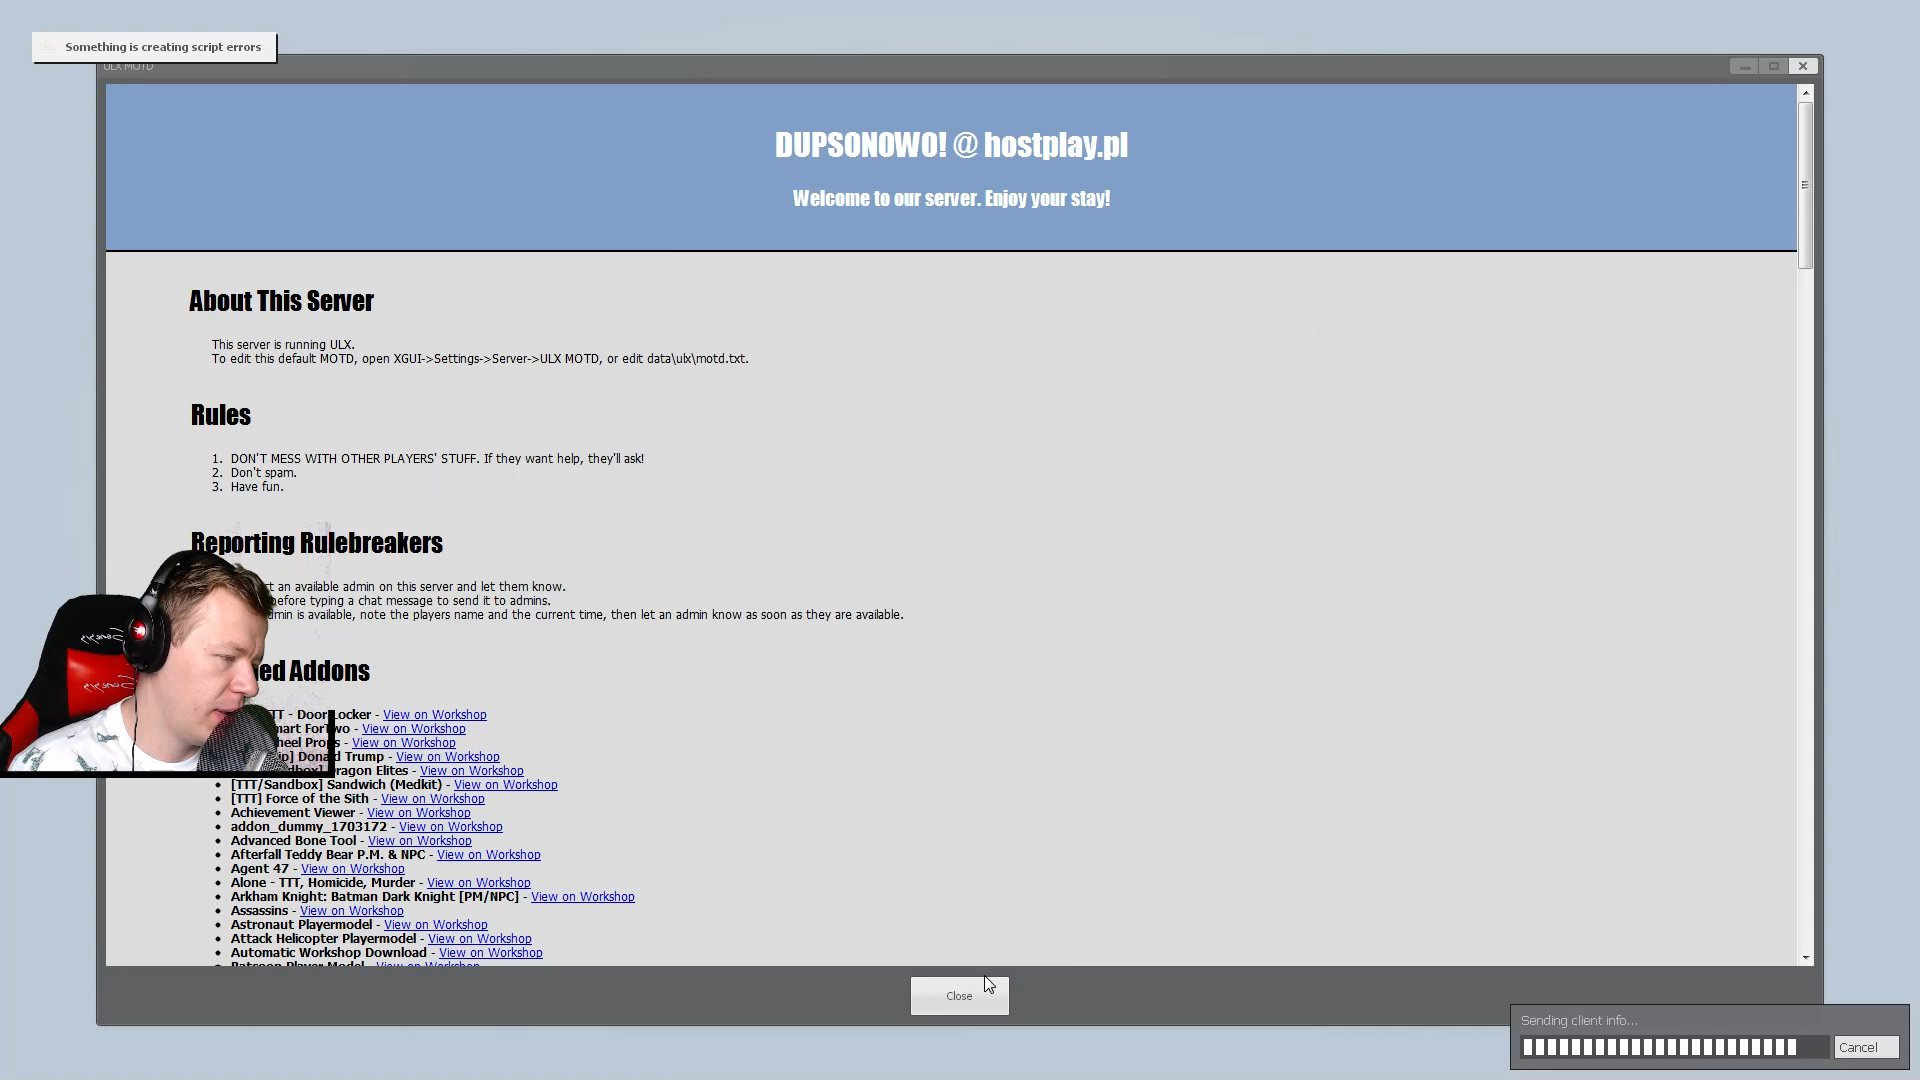 Something is creating script errors
ULX MOTD
DUPSONOWO! @ hostplay.pl
Welcome to our server. Enjoy your stay!
About This Server
This server is running ULX.
To edit this default MOTD, open XGUI->Settings->Server->ULX MOTD, or edit data\ulx\motd.txt.
Rules
1. DON'T MESS WITH OTHER PLAYERS' STUFF. If they want help, they'll ask!
2. Don't spam.
3. Have fun.
Reporting Rulebreakers
an available admin on this server and let them know.
before typing a chat message to send it to admins.
is available, note the players name and the current time, then let an admin know as soon as they are available.
Addons
- Door Locker - View on Workshop
ForTwo - View on Workshop
Props - View on Workshop
Donald Trump - View on Workshop
Dragon Elites - View on Workshop
• [TTT/Sandbox] Sandwich (Medkit) - View on Workshop
• [TTT] Force of the Sith - View on Workshop
• Achievement Viewer - View on Workshop
• addon_dummy_1703172 - View on Workshop
• Advanced Bone Tool - View on Workshop
• Afterfall Teddy Bear P.M. & NPC - View on Workshop
• Agent 47 - View on Workshop
• Alone - TTT, Homicide, Murder - View on Workshop
• Arkham Knight: Batman Dark Knight [PM/NPC] - View on Workshop
• Assassins - View on Workshop
• Astronaut Playermodel - View on Workshop
• Attack Helicopter Playermodel - View on Workshop
• Automatic Workshop Download - View on Workshop
Player Model - View on Workshop
Close
Sending client info...
Cancel